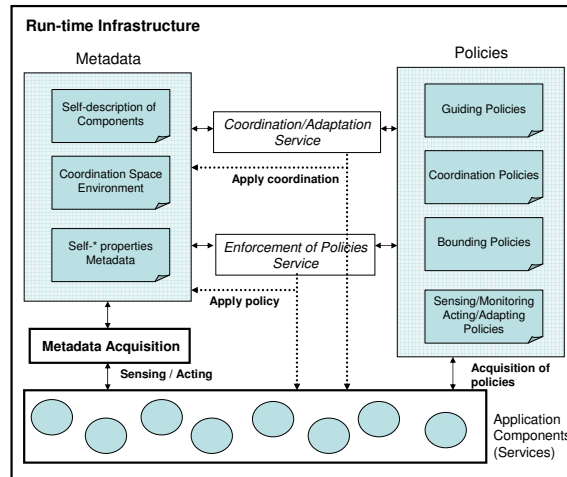 Run-time Infrastructure
Metadata
Policies
Self-description of
Components
Coordination Space
Environment
Self-* properties
Metadata
Coordination/Adaptation
Service
Apply coordination
Enforcement of Policies
Service
Apply policy
Guiding Policies
Coordination Policies
Bounding Policies
Sensing/Monitoring
Acting/Adapting
Policies
Metadata Acquisition
Sensing / Acting
Acquisition of
policies
Application
Components
(Services)